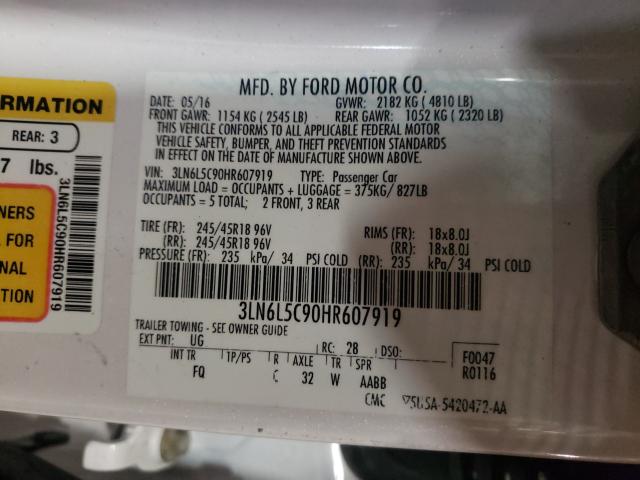 ORMATION
REAR: 3
7 lbs.
NERS
L FOR
NAL
TION
3LN6L5C90HR607919
MFD. BY FORD MOTOR CO.
DATE: 05/16 GVWR: 2182 KG ( 4810 LB)
FRONT GAWR: 1154 KG ( 2545 LB) REAR GAWR: 1052 KG ( 2320 LB)
THIS VEHICLE CONFORMS TO ALL APPLICABLE FEDERAL MOTOR
VEHICLE SAFETY, BUMPER, AND THEFT PREVENTION STANDARDS
IN EFFECT ON THE DATE OF MANUFACTURE SHOWN ABOVE.
VIN: 3LN6L5C90HR607919 TYPE: Passenger Car
MAXIMUM LOAD = OCCUPANTS + LUGGAGE = 375KG/ 827LB
OCCUPANTS = 5 TOTAL; 2 FRONT, 3 REAR
TIRE (FR): 245/45R18 96V RIMS (FR): 18x8.0J
(RR): 245/45R18 96V (RR): 18x8.0J
PRESSURE (FR): 235 kPa/ 34 PSI COLD (RR): 235 kPa/ 34 PSI COLD
3LN6L5C90HR607919
TRAILER TOWING - SEE OWNER GUIDE
EXT PNT: UG RC: 28 DSO: F0047
INT TR TP/PS R AXLE TR SPR R0116
FQ C 32 W AABB
CMC 5U5A-5420472-AA